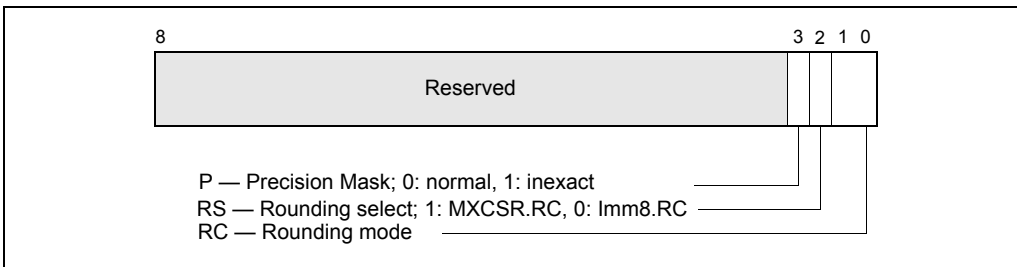 8 3 2 1 0
Reserved
P — Precision Mask; 0: normal, 1: inexact
RS — Rounding select; 1: MXCSR.RC, 0: Imm8.RC
RC — Rounding mode